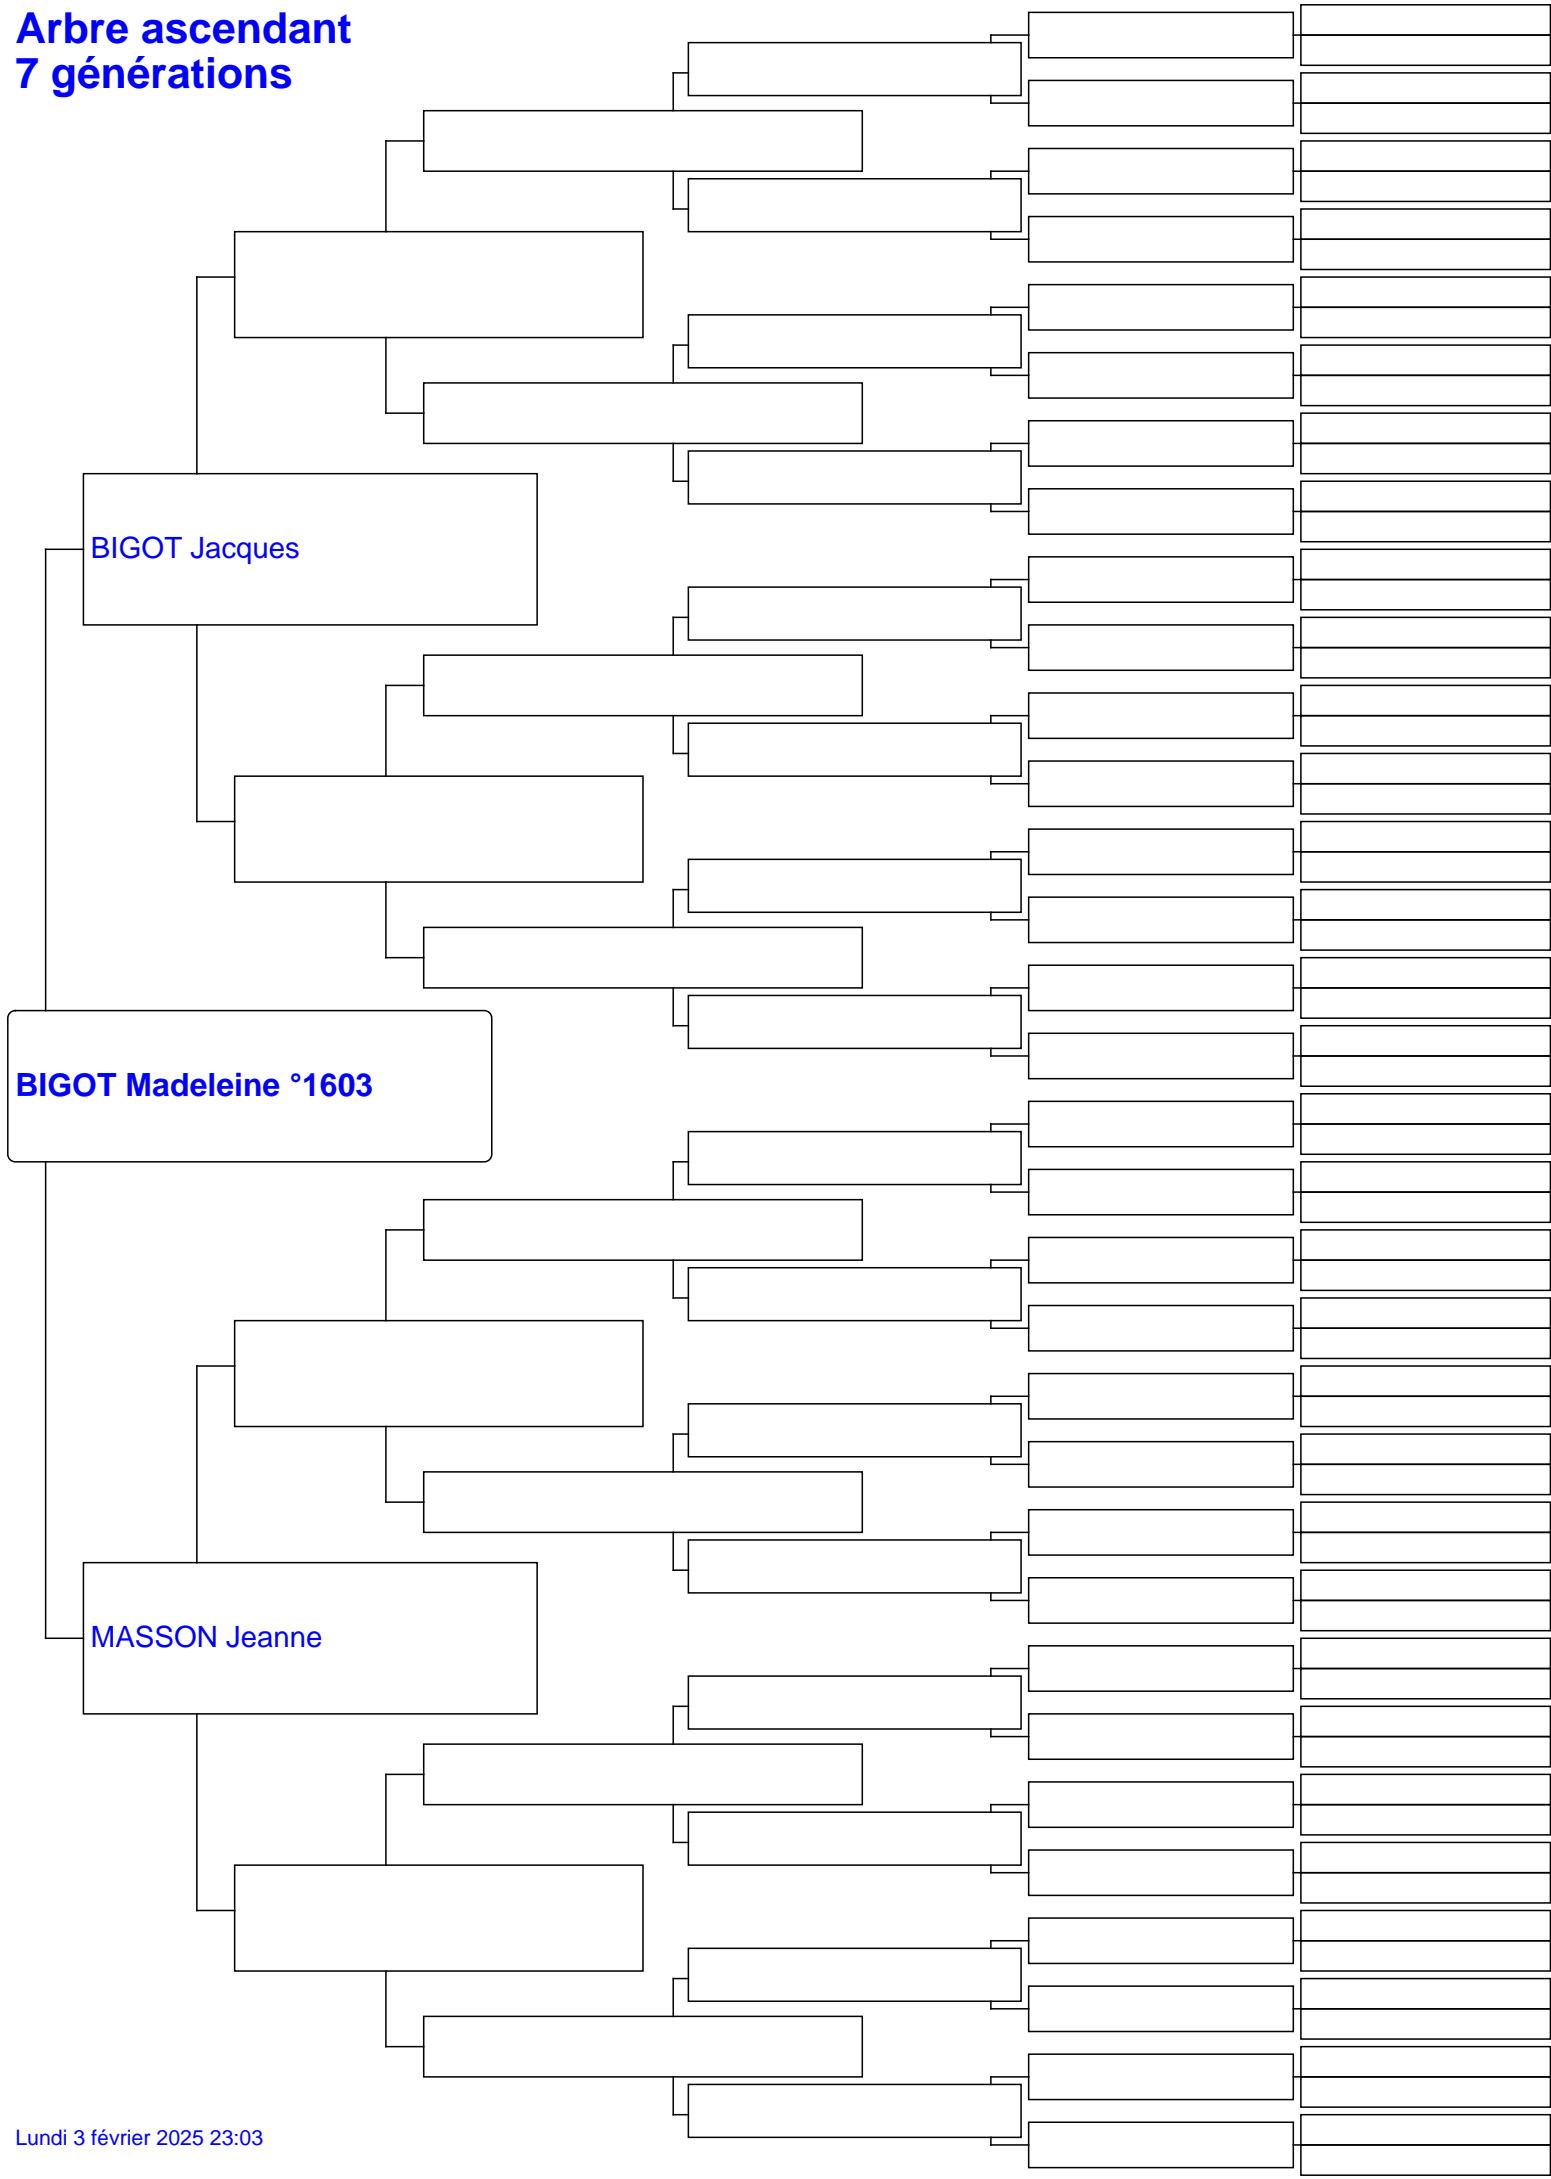 Arbre ascendant
7 générations
BIGOT Jacques
BIGOT Madeleine °1603
MASSON Jeanne
Lundi 3 février 2025 23:03